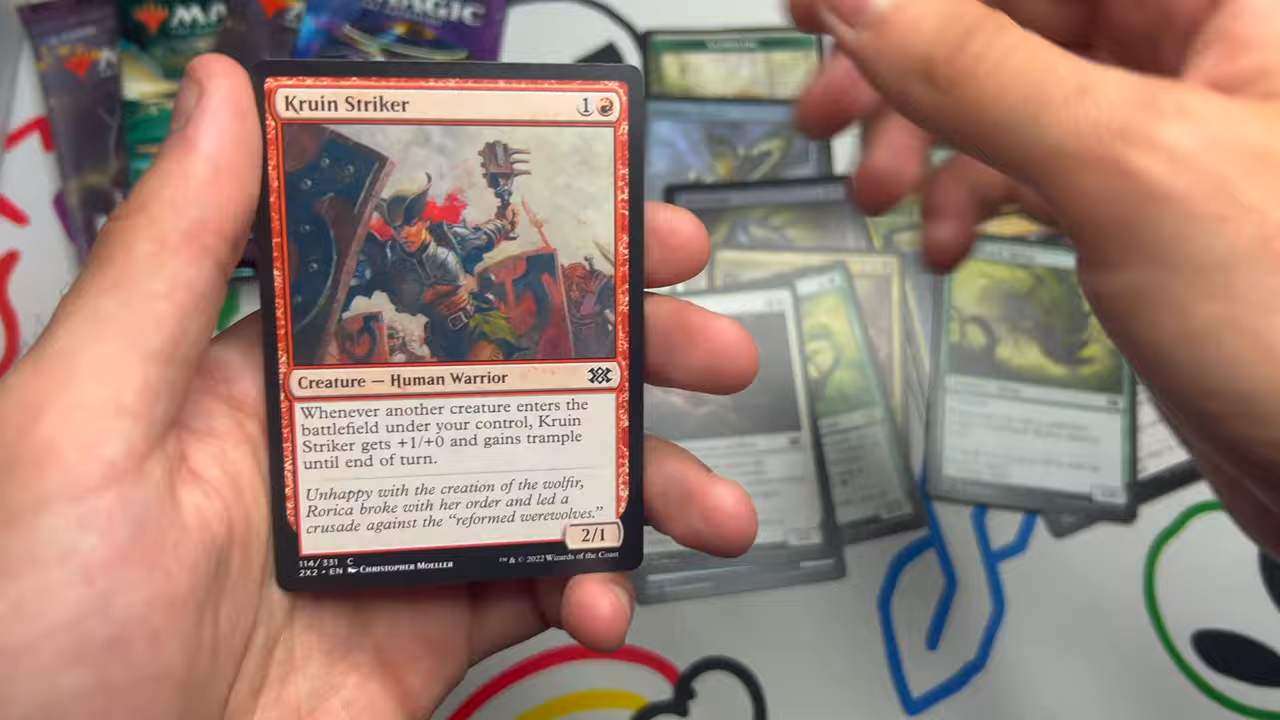 MAGIC
Kruin Striker
1
Creature — Human Warrior
Whenever another creature enters the
battlefield under your control, Kruin
Striker gets +1/+0 and gains trample
until end of turn.
Unhappy with the creation of the wolfir,
Rorica broke with her order and led a
crusade against the “reformed werewolves.”
2/1
114/331 C
2X2 • EN Christopher Moeller
™ & © 2022 Wizards of the Coast